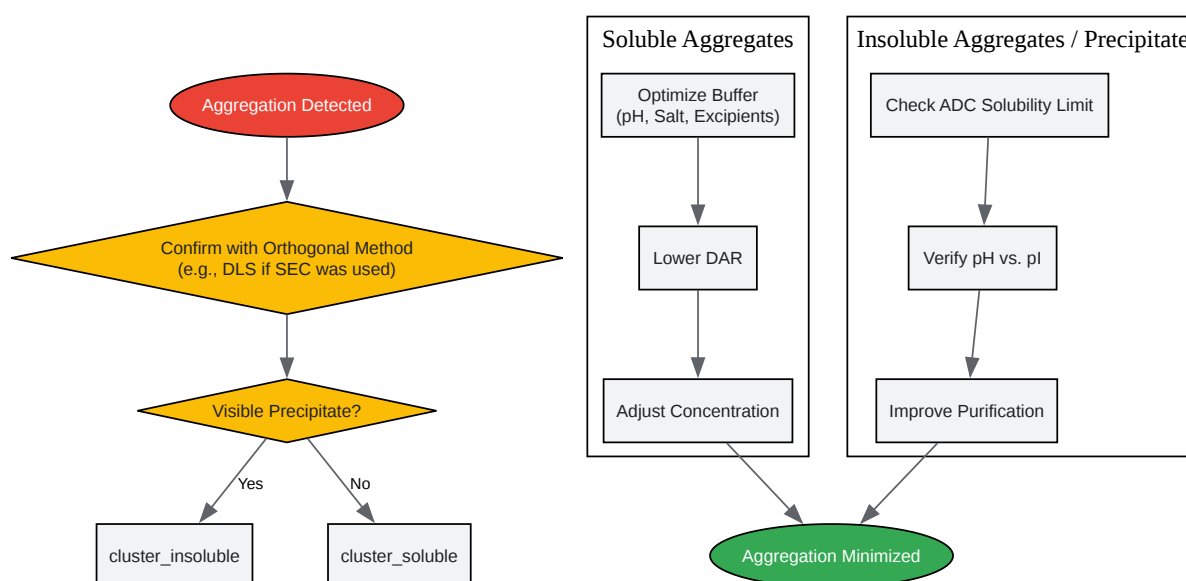 Aggregation Detected
Confirm with Orthogonal Method
(e.g., DLS if SEC was used)
Visible Precipitate?
Yes
No
cluster_insoluble
cluster_soluble
Soluble Aggregates
Optimize Buffer
(pH, Salt, Excipients)
Lower DAR
Adjust Concentration
Insoluble Aggregates / Precipitate
Check ADC Solubility Limit
Verify pH vs. pI
Improve Purification
Aggregation Minimized